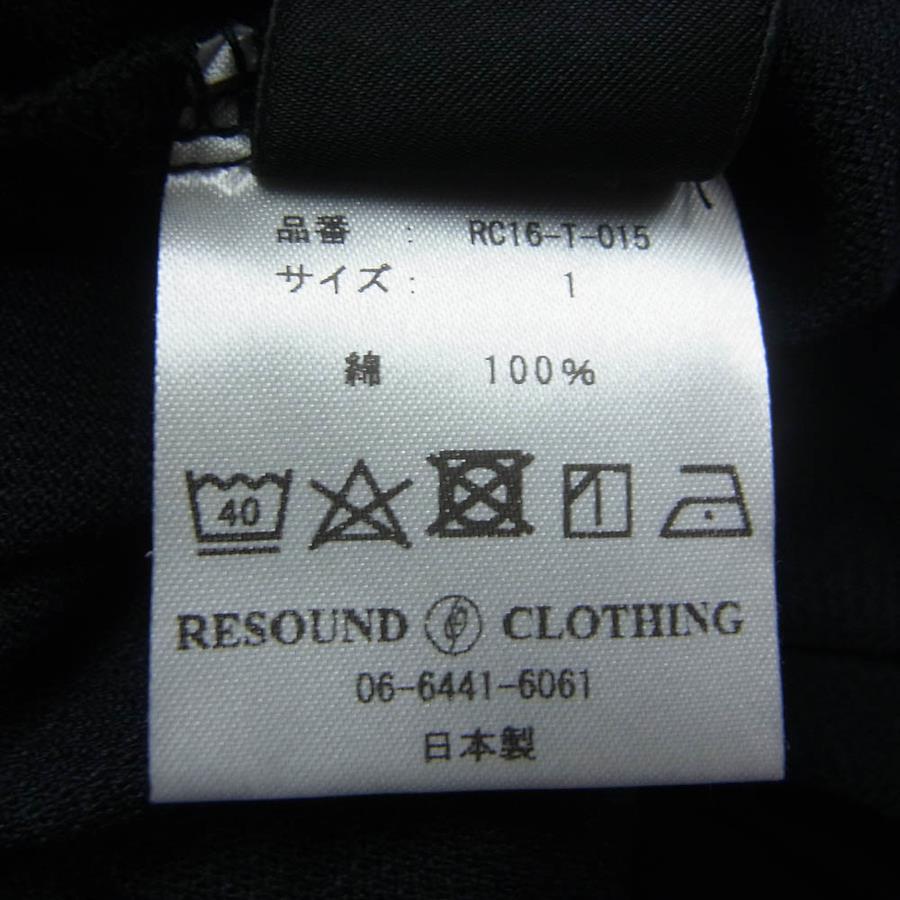 品番 : RC16-T-015
サイズ : 1
綿 100%
40
RESOUND CLOTHING
06-6441-6061
日本製